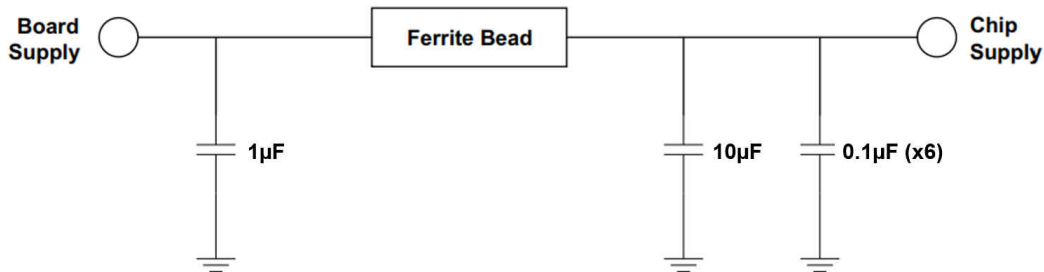 Board
Supply
Ferrite Bead
Chip
Supply
1µF
10µF
0.1µF (x6)